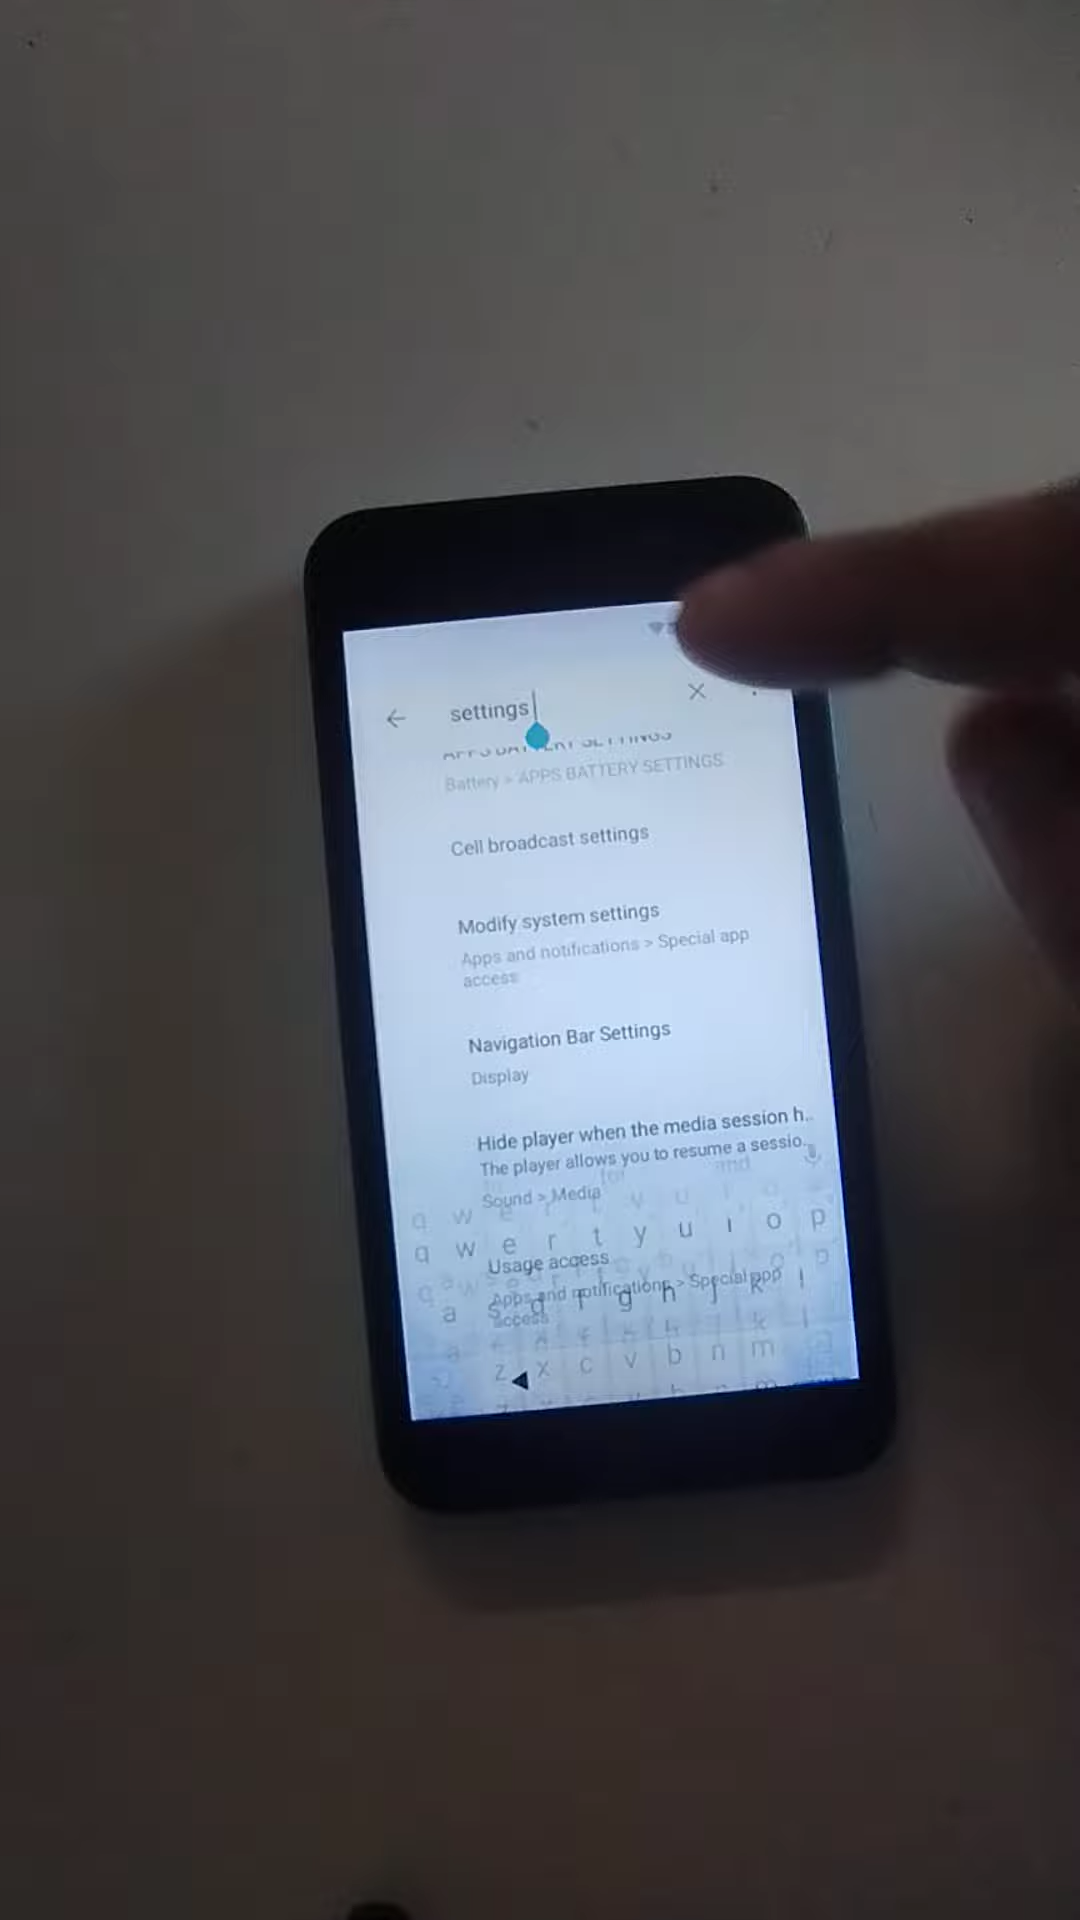 settings
APPS BATTERY SETTINGS
Battery > APPS BATTERY SETTINGS
Cell broadcast settings
Modify system settings
Apps and notifications > Special app
access
Navigation Bar Settings
Display
Hide player when the media session h..
The player allows you to resume a sessio..
for
and
Sound > Media
q w e r t y u i o p
Usage access
Apps and notifications > Special app
access
a s d f g h j k l
z x c v b n m